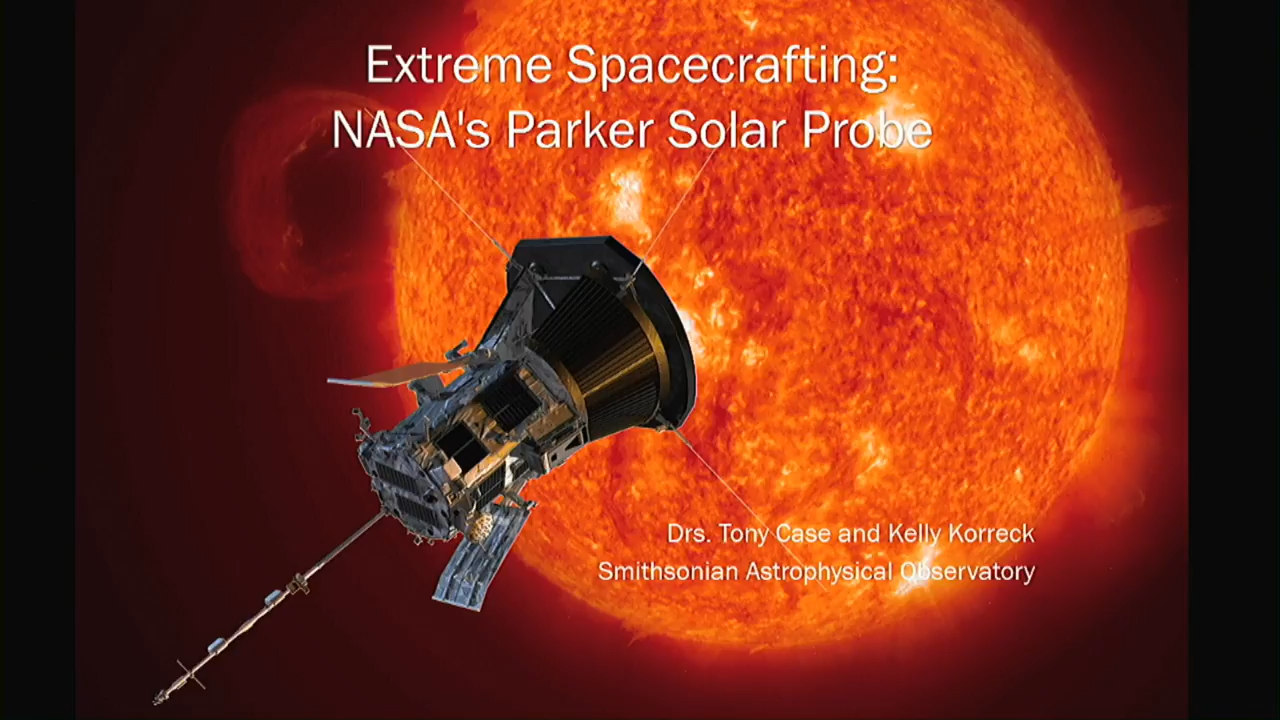 Extreme Spacecrafting:
NASA's Parker Solar Probe
Drs. Tony Case and Kelly Korreck
Smithsonian Astrophysical Observatory